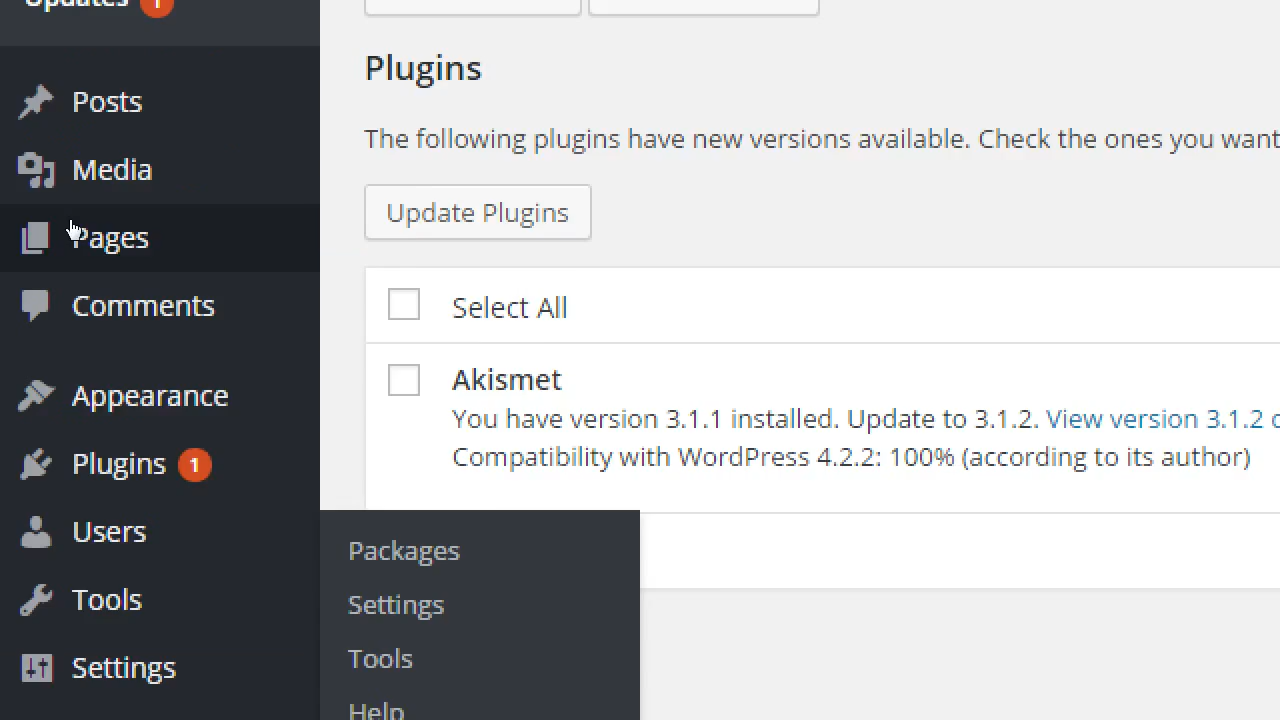 Updates 1
Posts
Media
Pages
Comments
Appearance
Plugins 1
Users
Tools
Settings
Plugins
The following plugins have new versions available. Check the ones you want
Update Plugins
Select All
Akismet
You have version 3.1.1 installed. Update to 3.1.2. View version 3.1.2
Compatibility with WordPress 4.2.2: 100% (according to its author)
Packages
Settings
Tools
Help